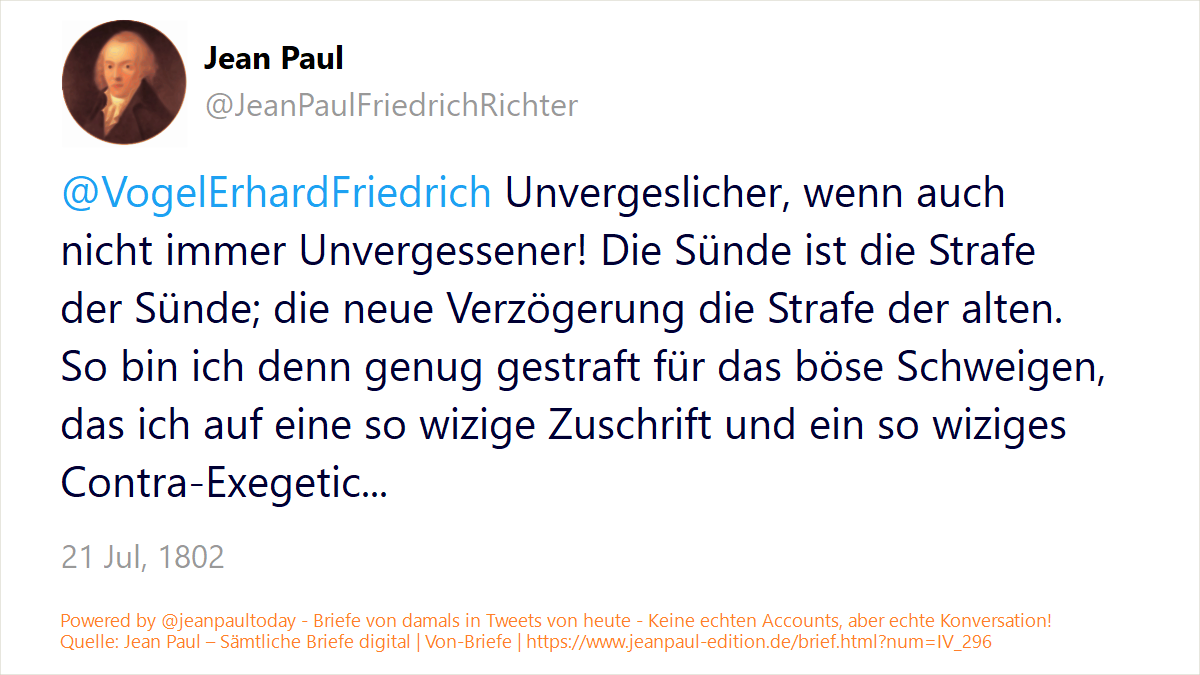 Jean Paul
@JeanPaulFriedrichRichter
@VogelErhardFriedrich Unvergeslicher, wenn auch
nicht immer Unvergessener! Die Sünde ist die Strafe
der Sünde; die neue Verzögerung die Strafe der alten.
So bin ich denn genug gestraft für das böse Schweigen,
das ich auf eine so wizige Zuschrift und ein so wiziges
Contra-Exegetic...
21 Jul, 1802
Powered by @jeanpaultoday - Briefe von damals in Tweets von heute - Keine echten Accounts, aber echte Konversation!
Quelle: Jean Paul – Sämtliche Briefe digital | Von-Briefe | https://www.jeanpaul-edition.de/brief.html?num=IV_296